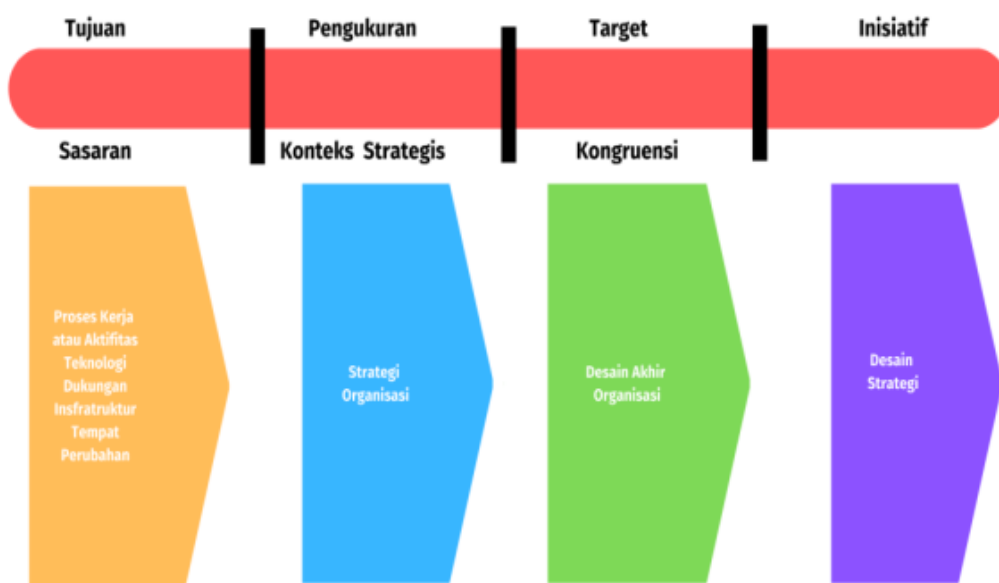 Tujuan
Pengukuran
Target
Inisiatif
Sasaran
Konteks Strategis
Kongruensi
Proses Kerja
atau Aktifitas
Teknologi
Dukungan
Insfratruktur
Tempat
Perubahan
Strategi
Organisasi
Desain Akhir
Organisasi
Desain
Strategi